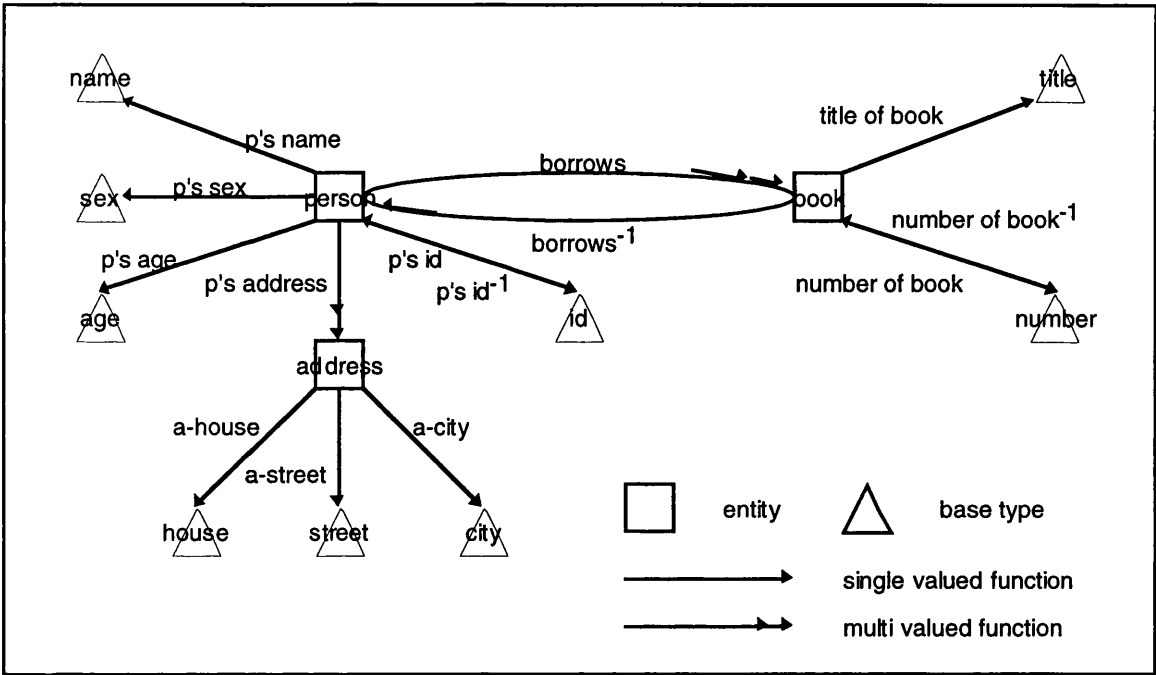 name
title
p's name
title of book
borrows
p's sex
sex
person
book
number of book-1
borrows-1
p's age
p's id
p's address
p's id-1
number of book
age
id
number
address
a-house
a-city
a-street
entity
base type
house
street
city
single valued function
multi valued function